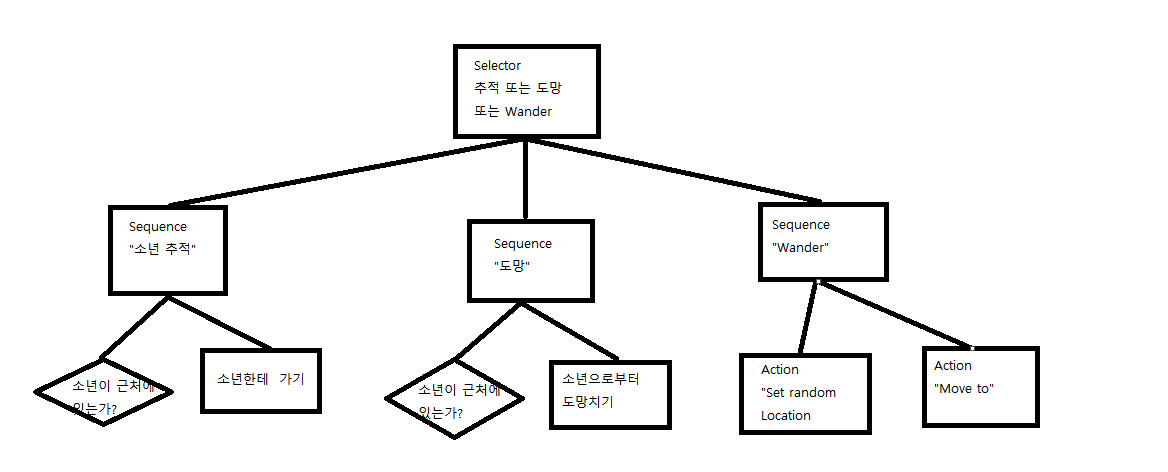 Selector
추적 또는 도망
또는 Wander
Sequence
"소년 추적"
Sequence
"도망"
Sequence
"Wander"
소년이 근처에
있는가?
소년한테 가기
소년이 근처에
있는가?
소년으로부터
도망치기
Action
"Set random
Location
Action
"Move to"